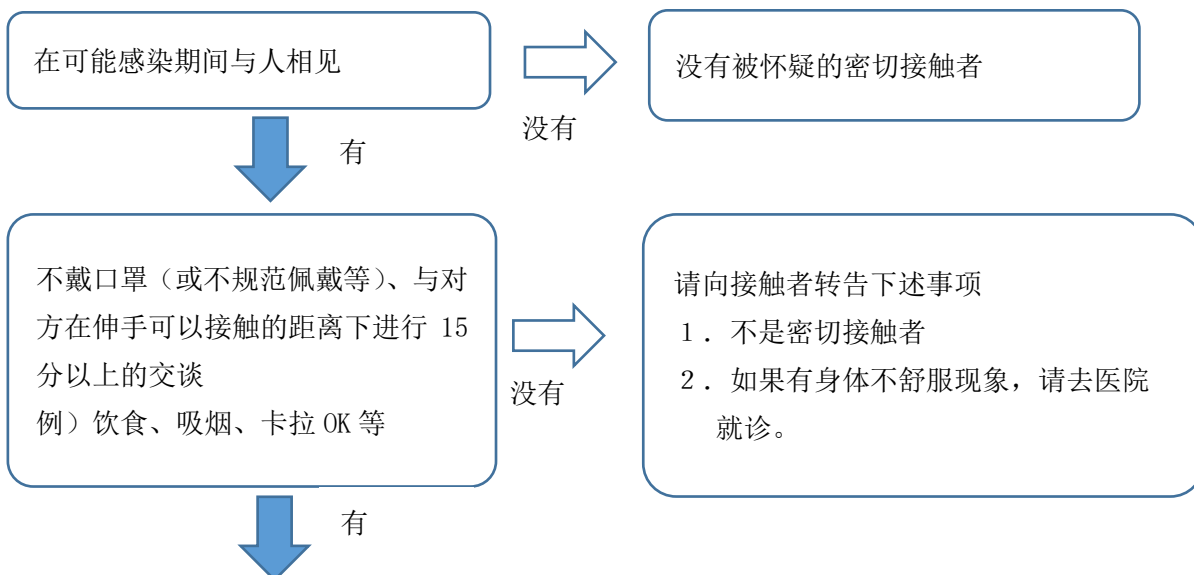 在可能感染期间与人相见
没有被怀疑的密切接触者
没有
有
不戴口罩（或不规范佩戴等）、与对
方在伸手可以接触的距离下进行 15
分以上的交谈
例）饮食、吸烟、卡拉 OK 等
没有
请向接触者转告下述事项
１．不是密切接触者
２．如果有身体不舒服现象，请去医院
就诊。
有